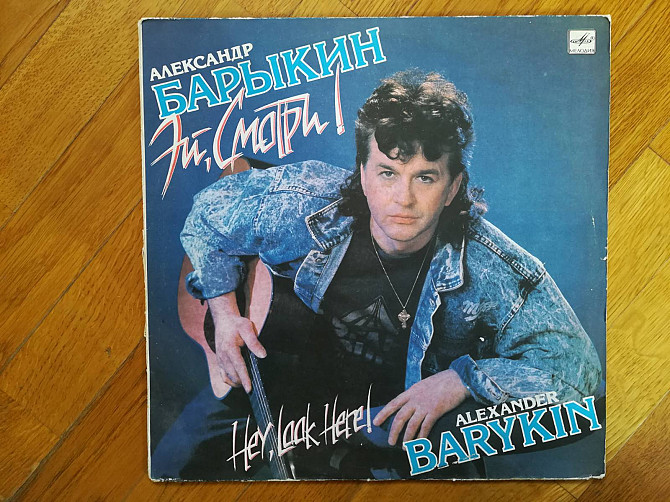 АЛЕКСАНДР
БАРЫКИН
Эй, Смотри!
МЕЛОДИЯ
Hey, Look Here!
ALEXANDER
BARYKIN